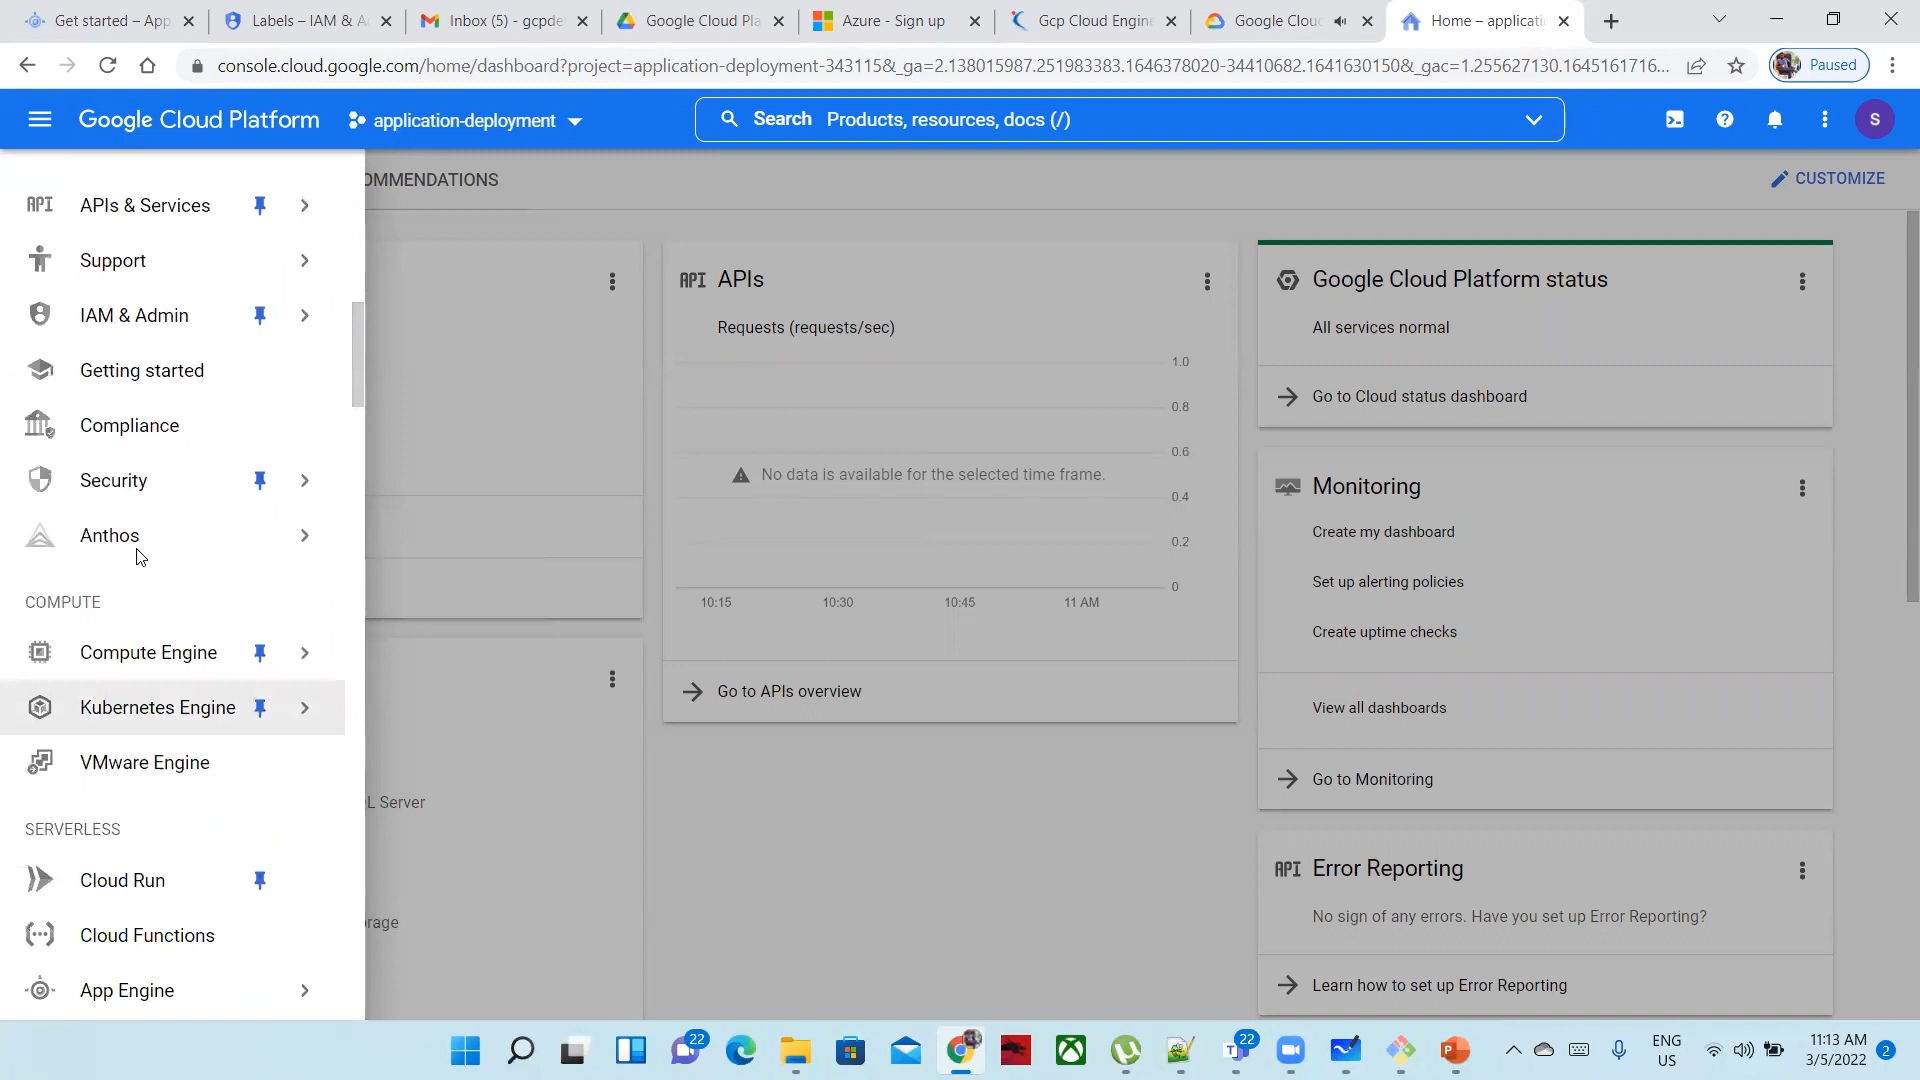 Get started – App
Labels – IAM & A
Inbox (5) - gcpde
Google Cloud Pla
Azure - Sign up
Gcp Cloud Engine
Google Clou
Home – applicati
console.cloud.google.com/home/dashboard?project=application-deployment-343115&_ga=2.138015987.251983383.1646378020-34410682.1641630150&_gac=1.255627130.1645161716...
Paused
Google Cloud Platform
application-deployment
Search Products, resources, docs (/)
S
OMMENDATIONS
CUSTOMIZE
API APIs & Services
Support
IAM & Admin
Getting started
Compliance
Security
Anthos
COMPUTE
Compute Engine
Kubernetes Engine
VMware Engine
SERVERLESS
Cloud Run
Cloud Functions
App Engine
L Server
rage
API APIs
Requests (requests/sec)
1.0
0.8
0.6
No data is available for the selected time frame.
0.4
0.2
0
10:15 10:30 10:45 11 AM
Go to APIs overview
Google Cloud Platform status
All services normal
Go to Cloud status dashboard
Monitoring
Create my dashboard
Set up alerting policies
Create uptime checks
View all dashboards
Go to Monitoring
API Error Reporting
No sign of any errors. Have you set up Error Reporting?
Learn how to set up Error Reporting
22
22
ENG
US
11:13 AM
3/5/2022
2